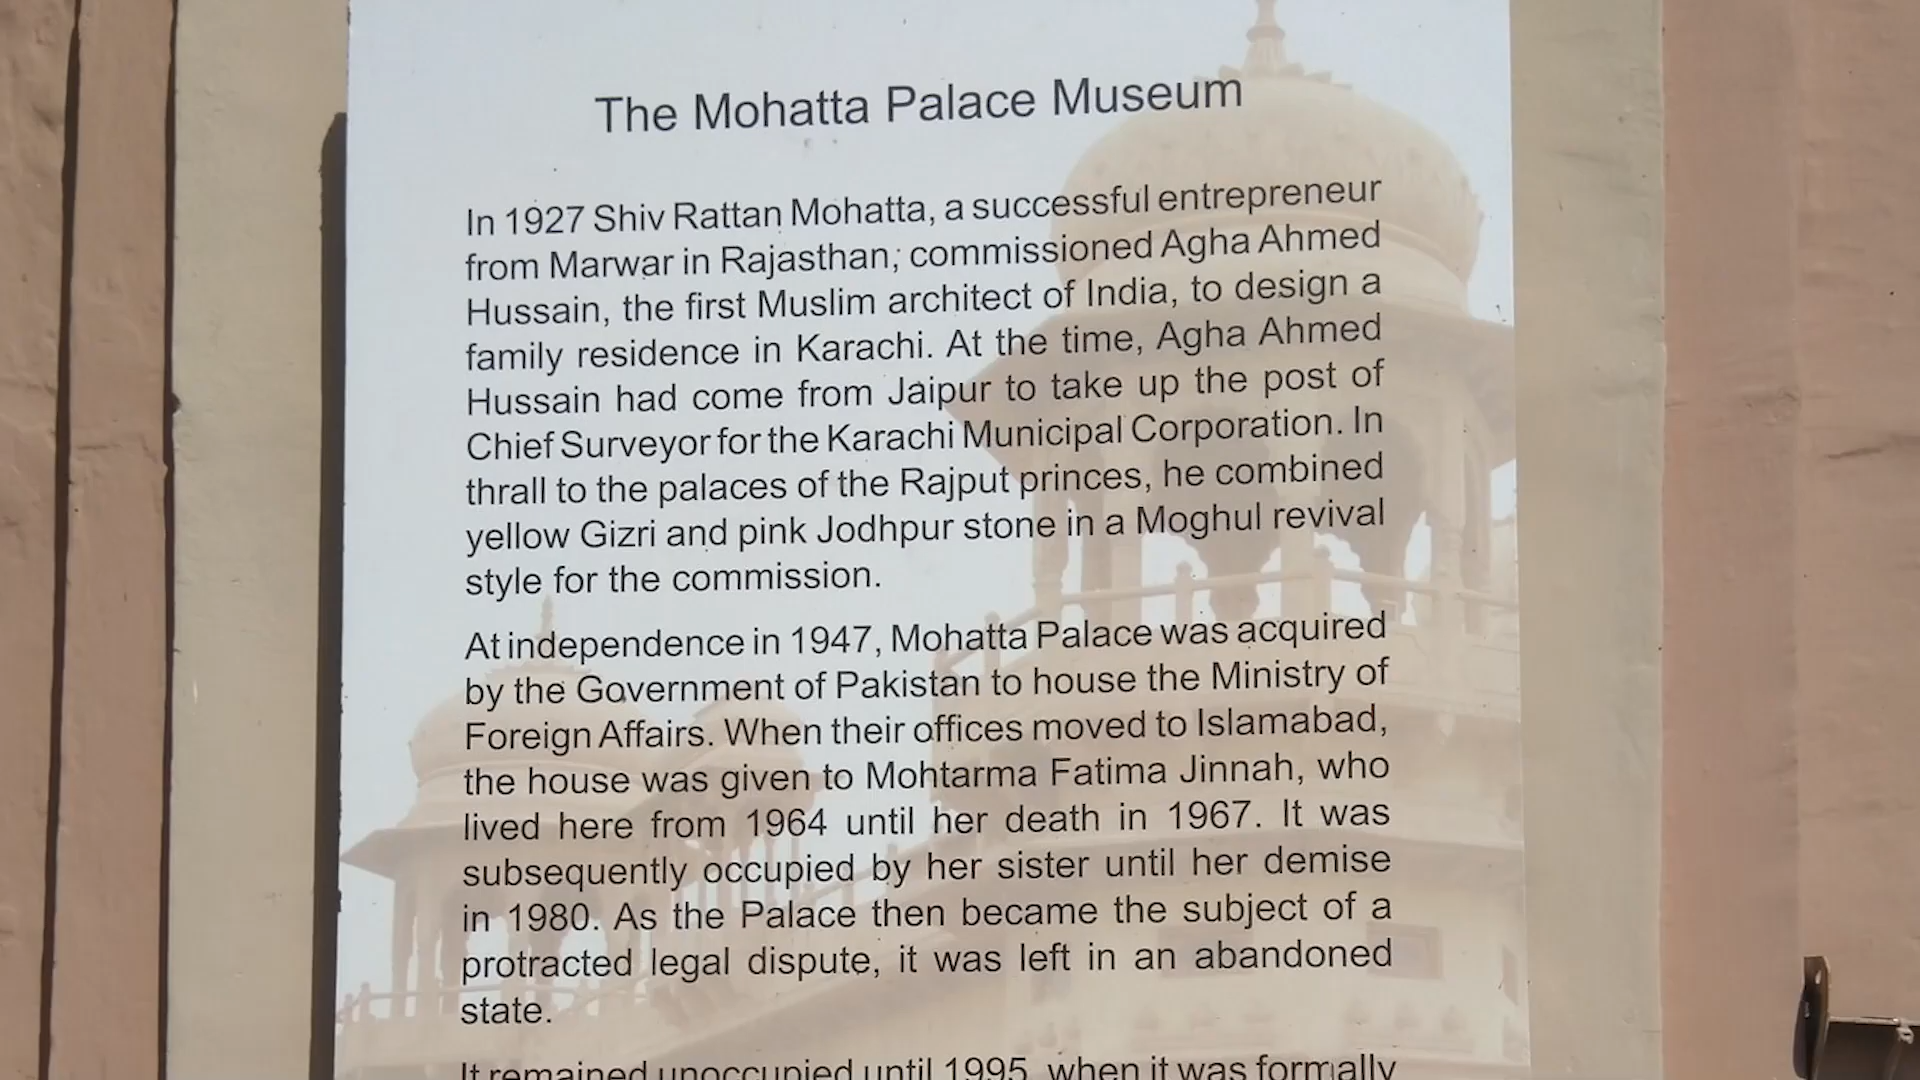 The Mohatta Palace Museum
In 1927 Shiv Rattan Mohatta, a successful entrepreneur
from Marwar in Rajasthan; commissioned Agha Ahmed
Hussain, the first Muslim architect of India, to design a
family residence in Karachi. At the time, Agha Ahmed
Hussain had come from Jaipur to take up the post of
Chief Surveyor for the Karachi Municipal Corporation. In
thrall to the palaces of the Rajput princes, he combined
yellow Gizri and pink Jodhpur stone in a Moghul revival
style for the commission.
At independence in 1947, Mohatta Palace was acquired
by the Government of Pakistan to house the Ministry of
Foreign Affairs. When their offices moved to Islamabad,
the house was given to Mohtarma Fatima Jinnah, who
lived here from 1964 until her death in 1967. It was
subsequently occupied by her sister until her demise
in 1980. As the Palace then became the subject of a
protracted legal dispute, it was left in an abandoned
state.
It remained unoccupied until 1995, when it was formally